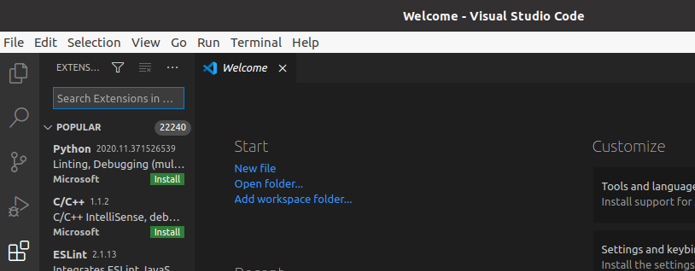 Welcome - Visual Studio Code
File Edit Selection View Go Run Terminal Help
EXTENS...
Welcome
Search Extensions in ...
POPULAR 22240
Python 2020.11.371526539
Linting, Debugging (mul...
Microsoft Install
C/C++ 1.1.2
C/C++ IntelliSense, deb...
Microsoft Install
ESLint 2.1.13
Integrates ESLint JavaS...
Start
New file
Open folder...
Add workspace folder...
Recent
Customize
Tools and language
Install support for
Settings and keybin
Install the settings